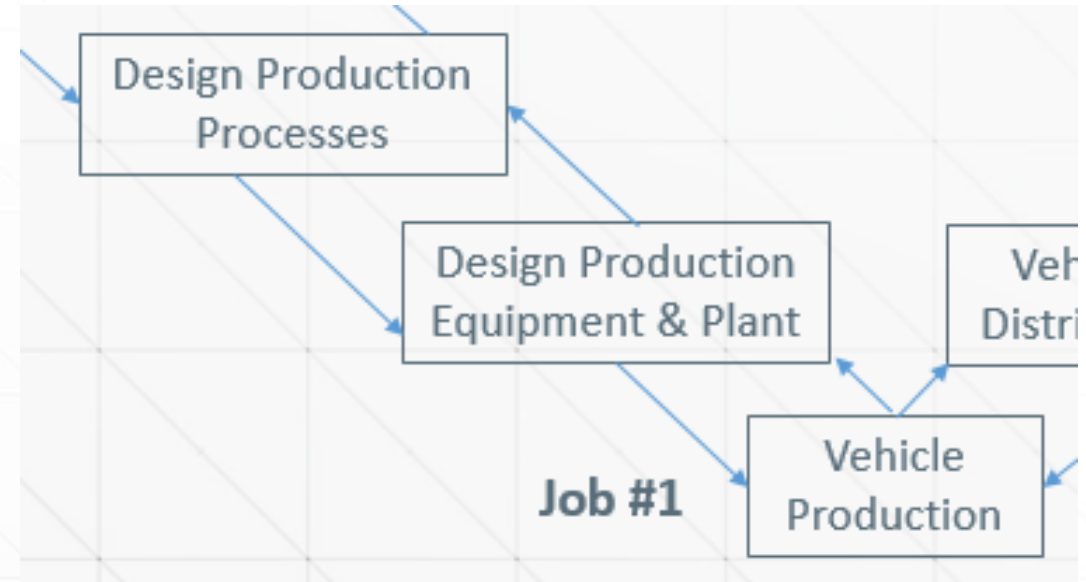 Design Production
Processes
Design Production
Equipment & Plant
Job #1
Vehicle
Production